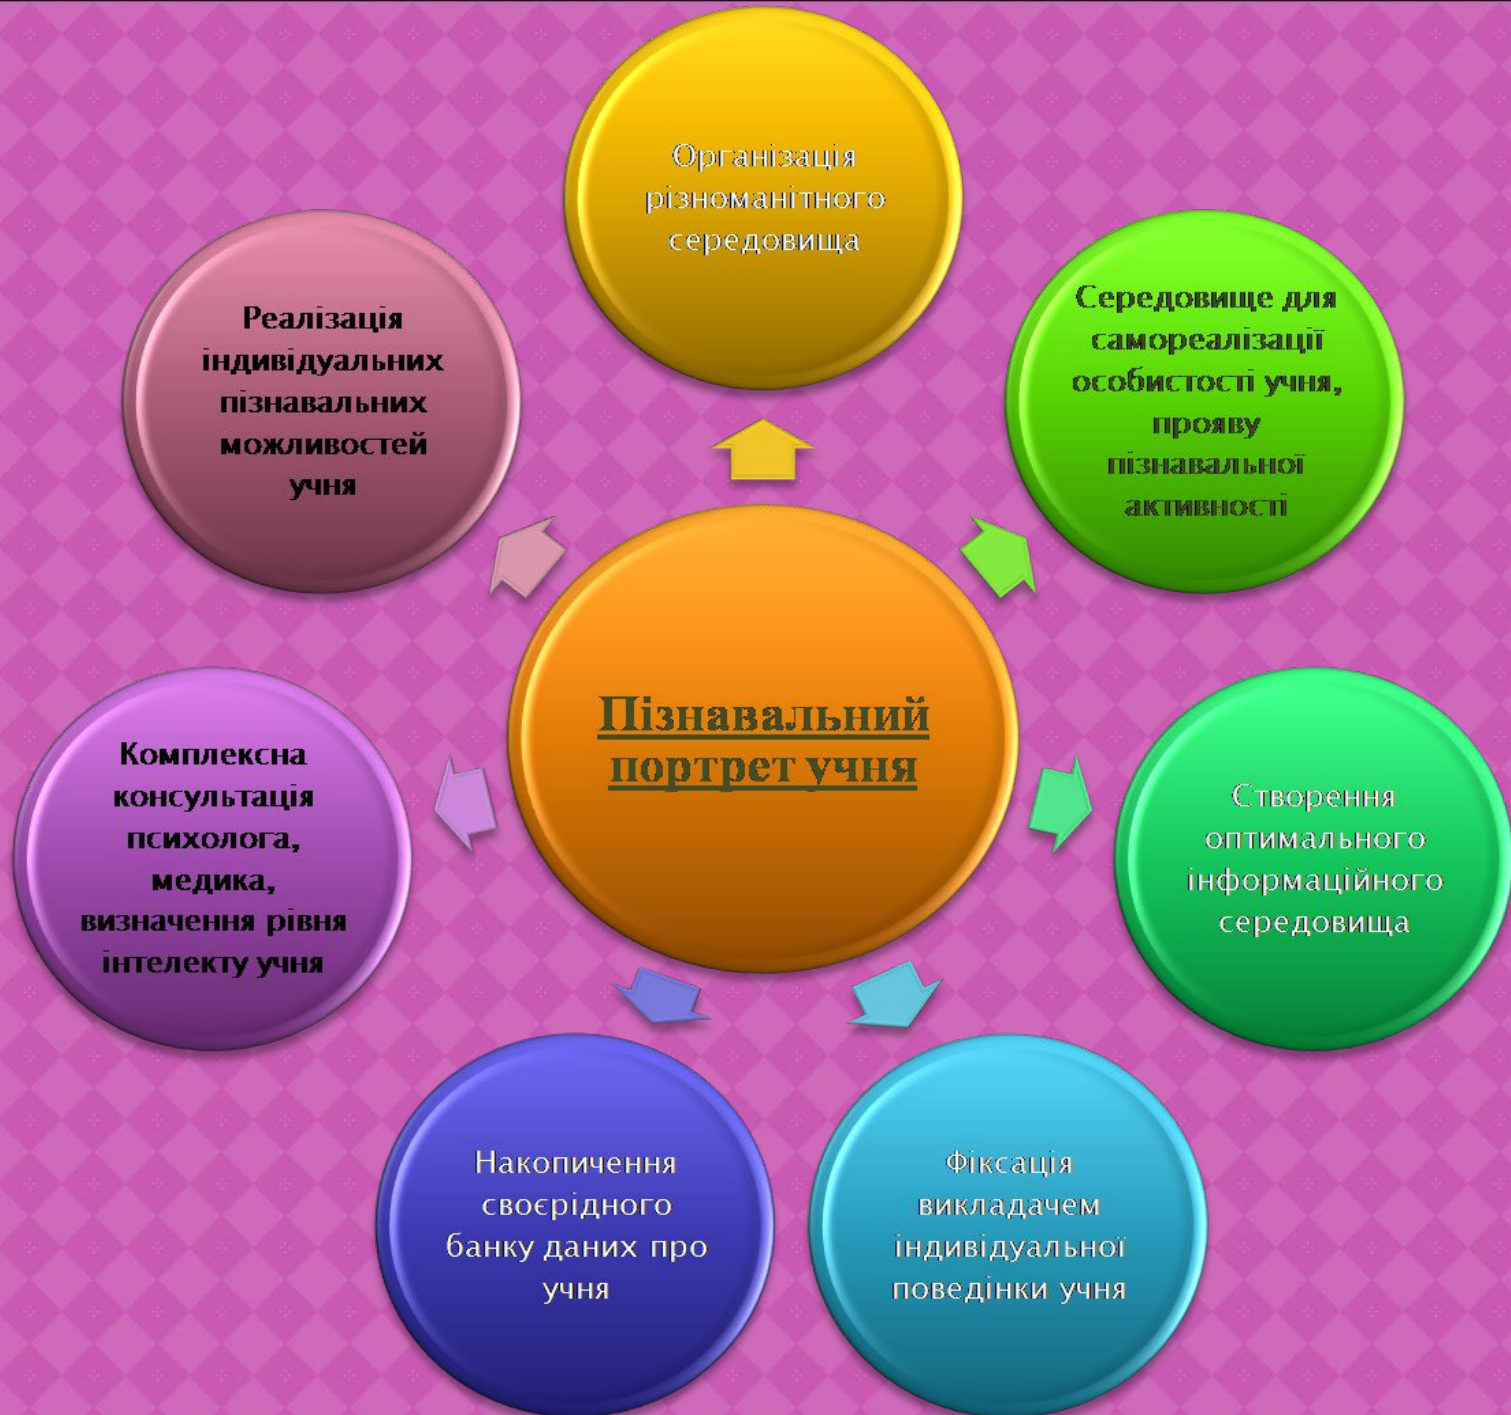 Організація
різноманітного
середовища
Середовище для
самореалізації
особистості учня,
прояву
пізнавальної
активності
Створення
оптимального
інформаційного
середовища
Фіксація
викладачем
індивідуальної
поведінки учня
Накопичення
своєрідного
банку даних про
учня
Комплексна
консультація
психолога,
медика,
визначення рівня
інтелекту учня
Реалізація
індивідуальних
пізнавальних
можливостей
учня
Пізнавальний
портрет учня